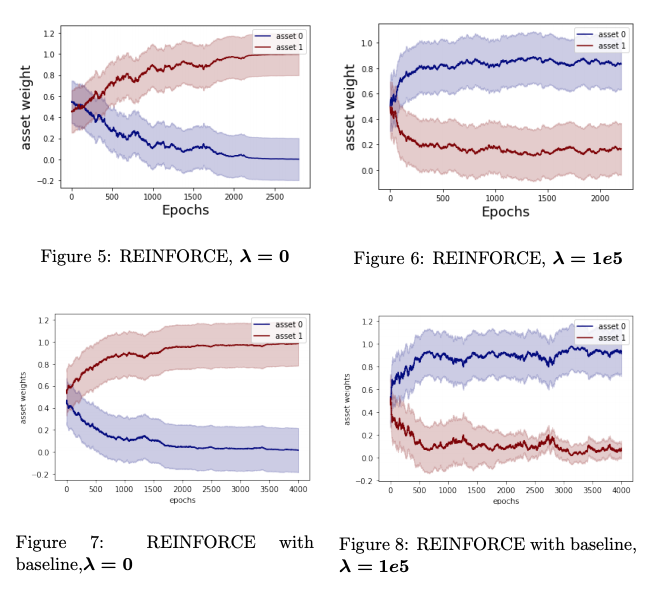 asset 0
asset 1
1.2
1.0
0.8
0.6
0.4
0.2
0.0
−0.2
asset weight
0 500 1000 1500 2000 2500
Epochs
Figure 5: REINFORCE, λ = 0
asset 0
asset 1
1.0
0.8
0.6
0.4
0.2
0.0
asset weight
0 500 1000 1500 2000
Epochs
Figure 6: REINFORCE, λ = 1e5
asset 0
asset 1
1.2
1.0
0.8
0.6
0.4
0.2
0.0
−0.2
asset weights
0 500 1000 1500 2000 2500 3000 3500 4000
epochs
Figure 7: REINFORCE with
baseline,λ = 0
asset 0
asset 1
1.2
1.0
0.8
0.6
0.4
0.2
0.0
−0.2
asset weights
0 500 1000 1500 2000 2500 3000 3500 4000
epochs
Figure 8: REINFORCE with baseline,
λ = 1e5